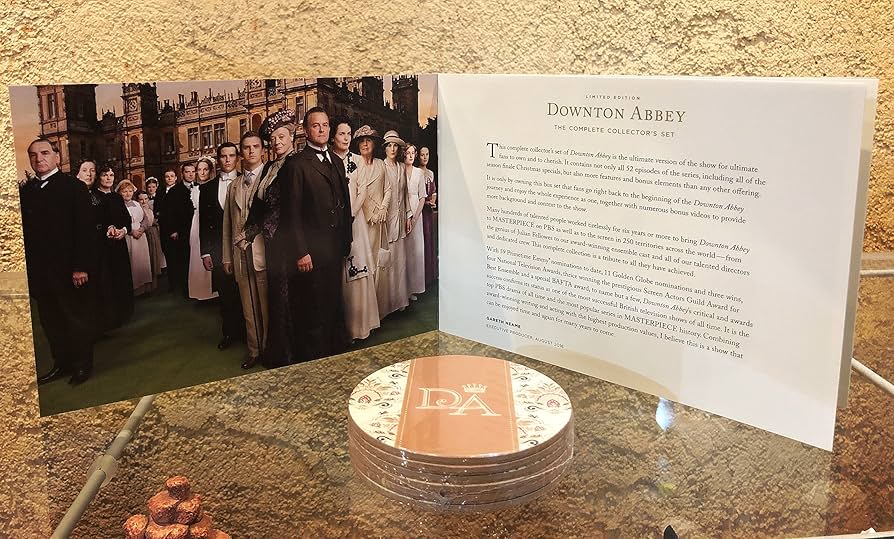 LIMITED EDITION
DOWNTON ABBEY
THE COMPLETE COLLECTOR'S SET
This complete collector's set of Downton Abbey is the ultimate version of the show for ultimate
fans to own and to cherish. It contains not only all 52 episodes of the series, including all of the
season finale Christmas specials, but also more features and bonus elements than any other offering.
It is only by owning this box set that fans go right back to the beginning of the Downton Abbey
journey and enjoy the whole experience as one, together with numerous bonus videos to provide
most background and context to the show.
Many hundreds of talented people worked tirelessly for six years or more to bring Downton Abbey
to MASTERPIECE on PBS as well as to the screen in 250 territories across the world—from
the genius of Julian Fellowes to our award-winning ensemble cast and all of our talented directors
and dedicated crew. This complete collection is a tribute to all they have achieved.
With 59 Primetime Emmy® nominations to date, 11 Golden Globe nominations and three wins,
four National Television Awards, thrice winning the prestigious Screen Actors Guild Award for
Best Ensemble and a special BAFTA award, to name but a few, Downton Abbey's critical and awards
success confirms its status as one of the most successful British television shows of all time. It is the
top PBS drama of all time and the most popular series in MASTERPIECE history. Combining
award-winning writing and acting with the highest production values, I believe this is a show that
can be enjoyed time and again for many years to come.
GARETH NEAME
EXECUTIVE PRODUCER, AUGUST 2016
DA